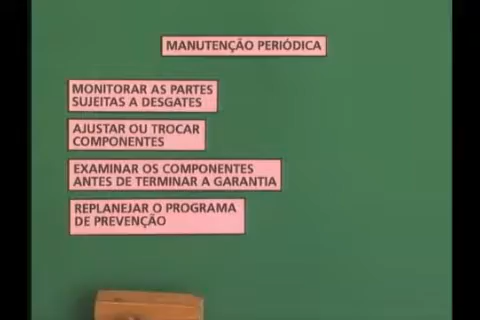 MANUTENÇÃO PERIÓDICA
MONITORAR AS PARTES
SUJEITAS A DESGATES
AJUSTAR OU TROCAR
COMPONENTES
EXAMINAR OS COMPONENTES
ANTES DE TERMINAR A GARANTIA
REPLANEJAR O PROGRAMA
DE PREVENÇÃO